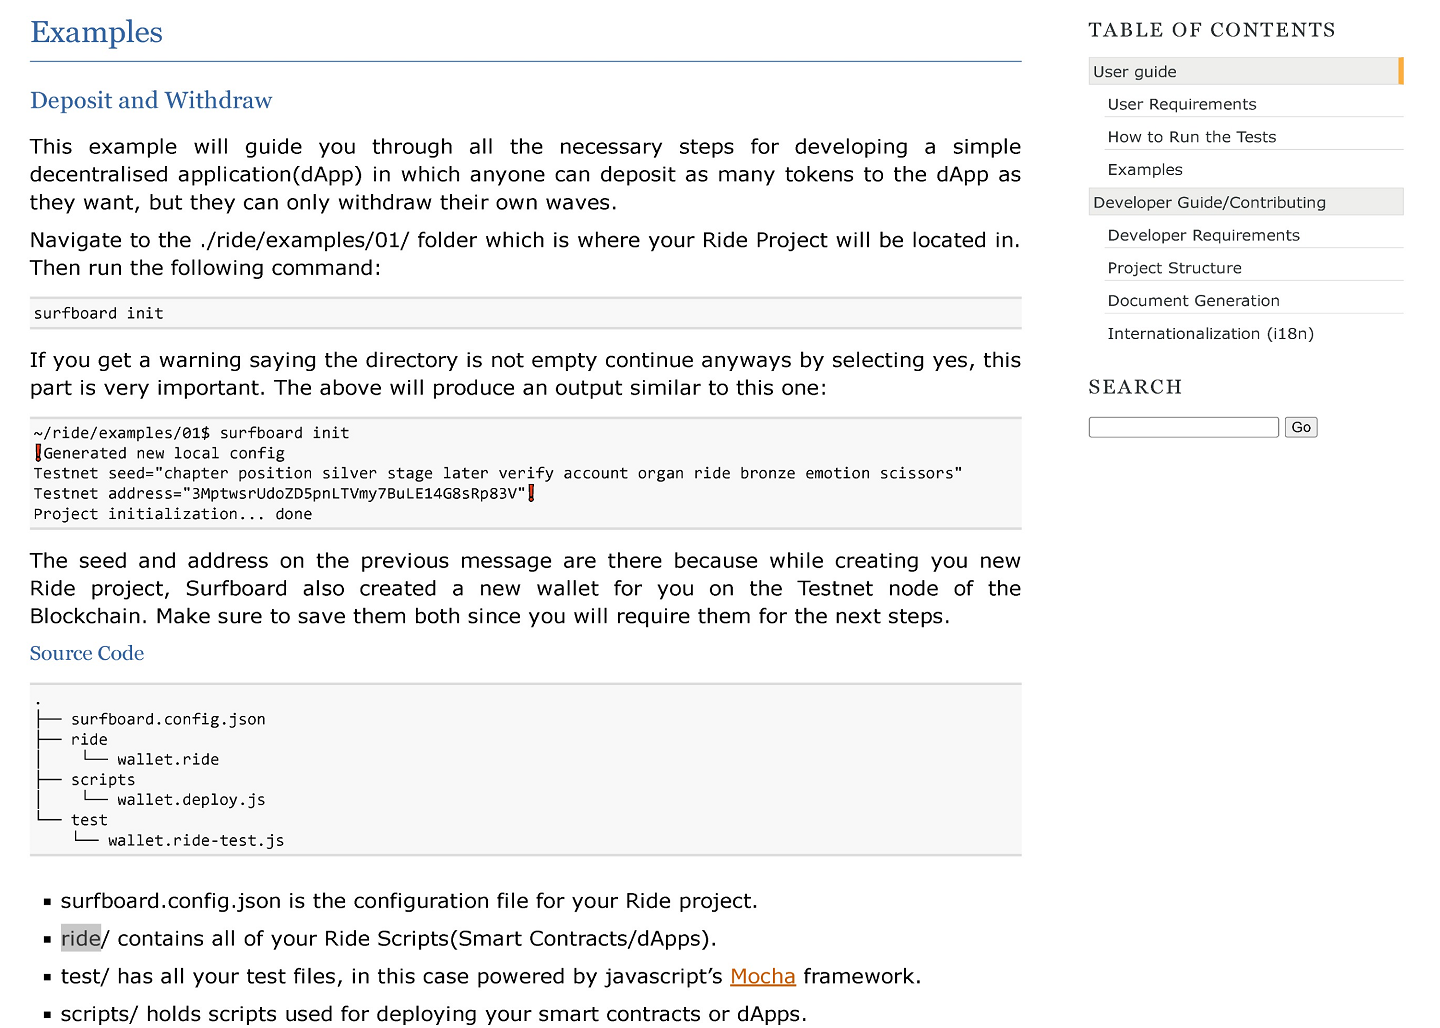 Examples
Deposit and Withdraw
This example will guide you through all the necessary steps for developing a simple
decentralised application(dApp) in which anyone can deposit as many tokens to the dApp as
they want, but they can only withdraw their own waves.
Navigate to the ./ride/examples/01/ folder which is where your Ride Project will be located in.
Then run the following command:
surfboard init
If you get a warning saying the directory is not empty continue anyways by selecting yes, this
part is very important. The above will produce an output similar to this one:
~/ride/examples/01$ surfboard init
❗Generated new local config
Testnet seed="chapter position silver stage later verify account organ ride bronze emotion scissors"
Testnet address="3MptwsrUdoZD5pnLTVmy7BuLE14G8sRp83V"❗
Project initialization... done
The seed and address on the previous message are there because while creating you new
Ride project, Surfboard also created a new wallet for you on the Testnet node of the
Blockchain. Make sure to save them both since you will require them for the next steps.
Source Code
.
├── surfboard.config.json
├── ride
│    └── wallet.ride
├── scripts
│    └── wallet.deploy.js
└── test
    └── wallet.ride-test.js
▪ surfboard.config.json is the configuration file for your Ride project.
▪ ride/ contains all of your Ride Scripts(Smart Contracts/dApps).
▪ test/ has all your test files, in this case powered by javascript’s Mocha framework.
▪ scripts/ holds scripts used for deploying your smart contracts or dApps.
TABLE OF CONTENTS
User guide
User Requirements
How to Run the Tests
Examples
Developer Guide/Contributing
Developer Requirements
Project Structure
Document Generation
Internationalization (i18n)
SEARCH
Go